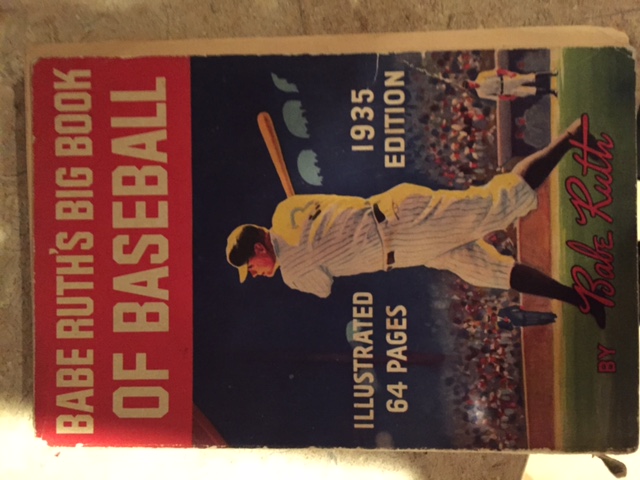 BABE RUTH'S BIG BOOK
OF BASEBALL
1935
EDITION
ILLUSTRATED
64 PAGES
BY Babe Ruth